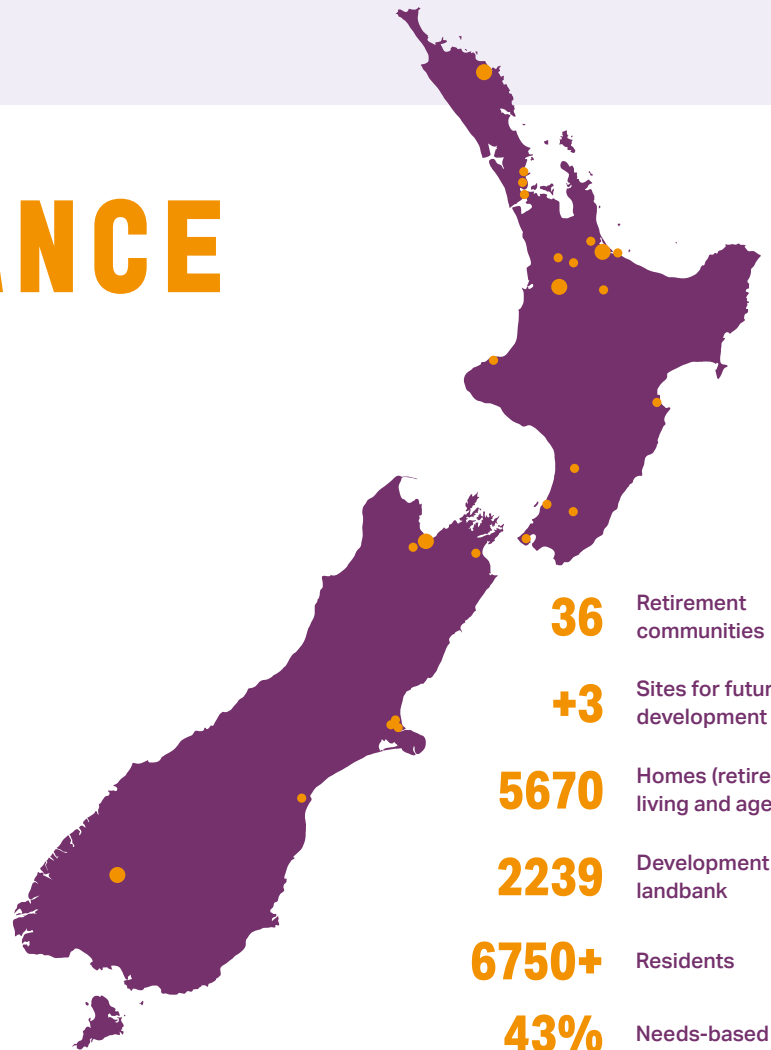 ANCE
36 Retirement
communities
+3 Sites for futur
development
5670 Homes (retire
living and age
2239 Development
landbank
6750+ Residents
43% Needs-based